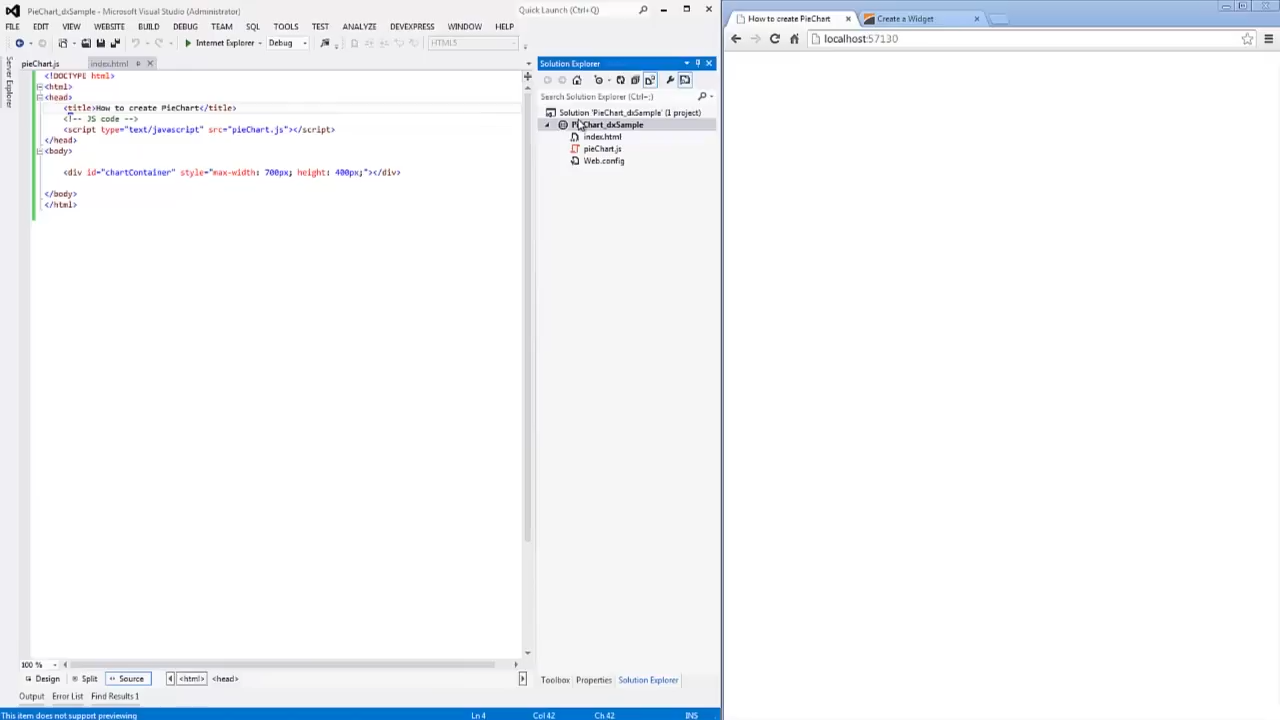 PieChart_dxSample - Microsoft Visual Studio (Administrator)
Quick Launch (Ctrl+Q)
FILE EDIT VIEW WEBSITE BUILD DEBUG TEAM SQL TOOLS TEST ANALYZE DEVEXPRESS WINDOW HELP
Internet Explorer Debug HTML5
Server Explorer
pieChart.js index.html
<!DOCTYPE html>
<html>
<head>
<title>How to create PieChart</title>
<!-- JS code -->
<script type="text/javascript" src="pieChart.js"></script>
</head>
<body>
<div id="chartContainer" style="max-width: 700px; height: 400px;"></div>
</body>
</html>
100 %
Design Split Source <html> <head>
Output Error List Find Results 1
This item does not support previewing Ln 4 Col 42 Ch 42 INS
Solution Explorer
Search Solution Explorer (Ctrl+;)
Solution 'PieChart_dxSample' (1 project)
PieChart_dxSample
index.html
pieChart.js
Web.config
Toolbox Properties Solution Explorer
How to create PieChart Create a Widget
localhost:57130